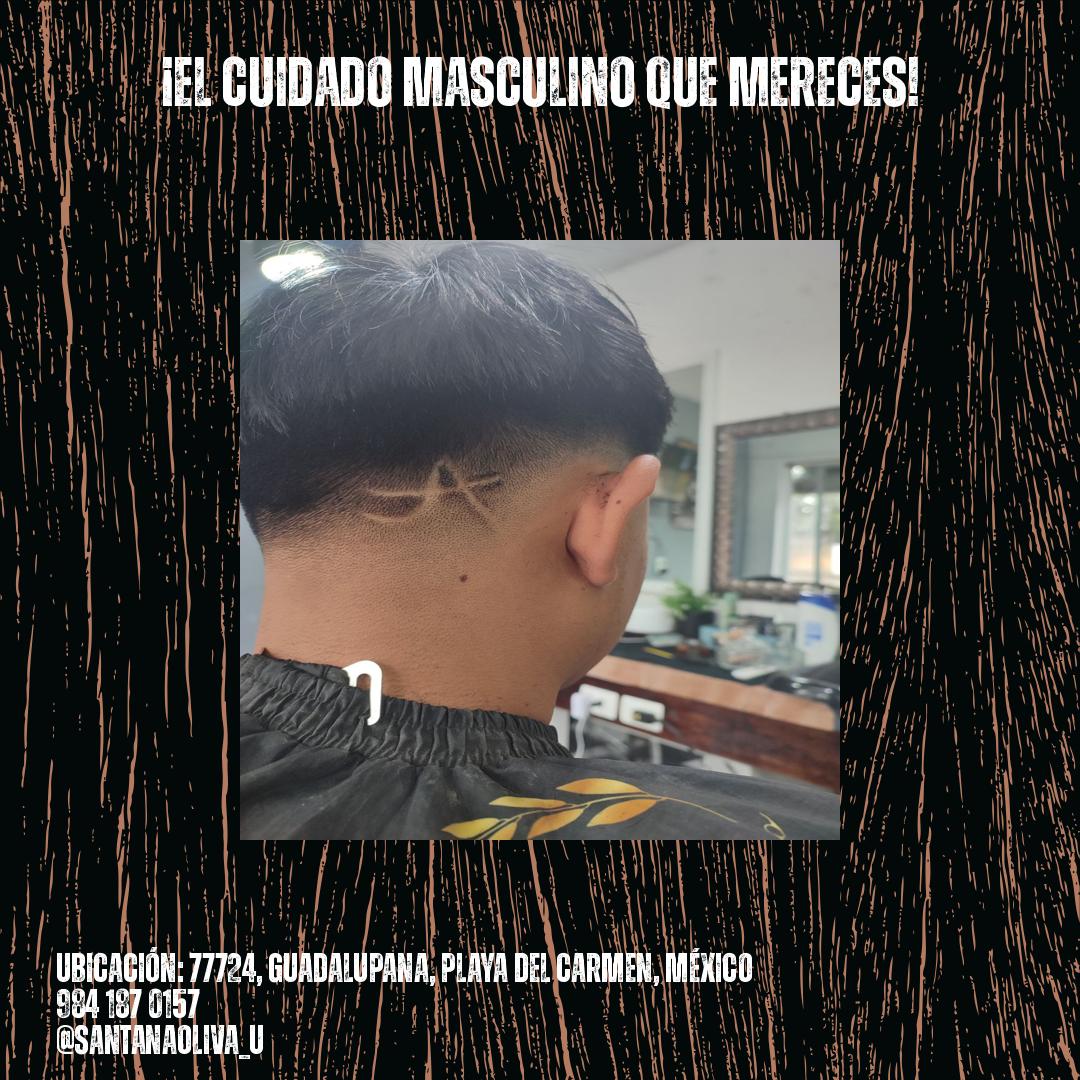 ¡EL CUIDADO MASCULINO QUE MERECES!
UBICACIÓN: 77724, GUADALUPANA, PLAYA DEL CARMEN, MÉXICO
984 187 0157
@SANTANAOLIVA_U